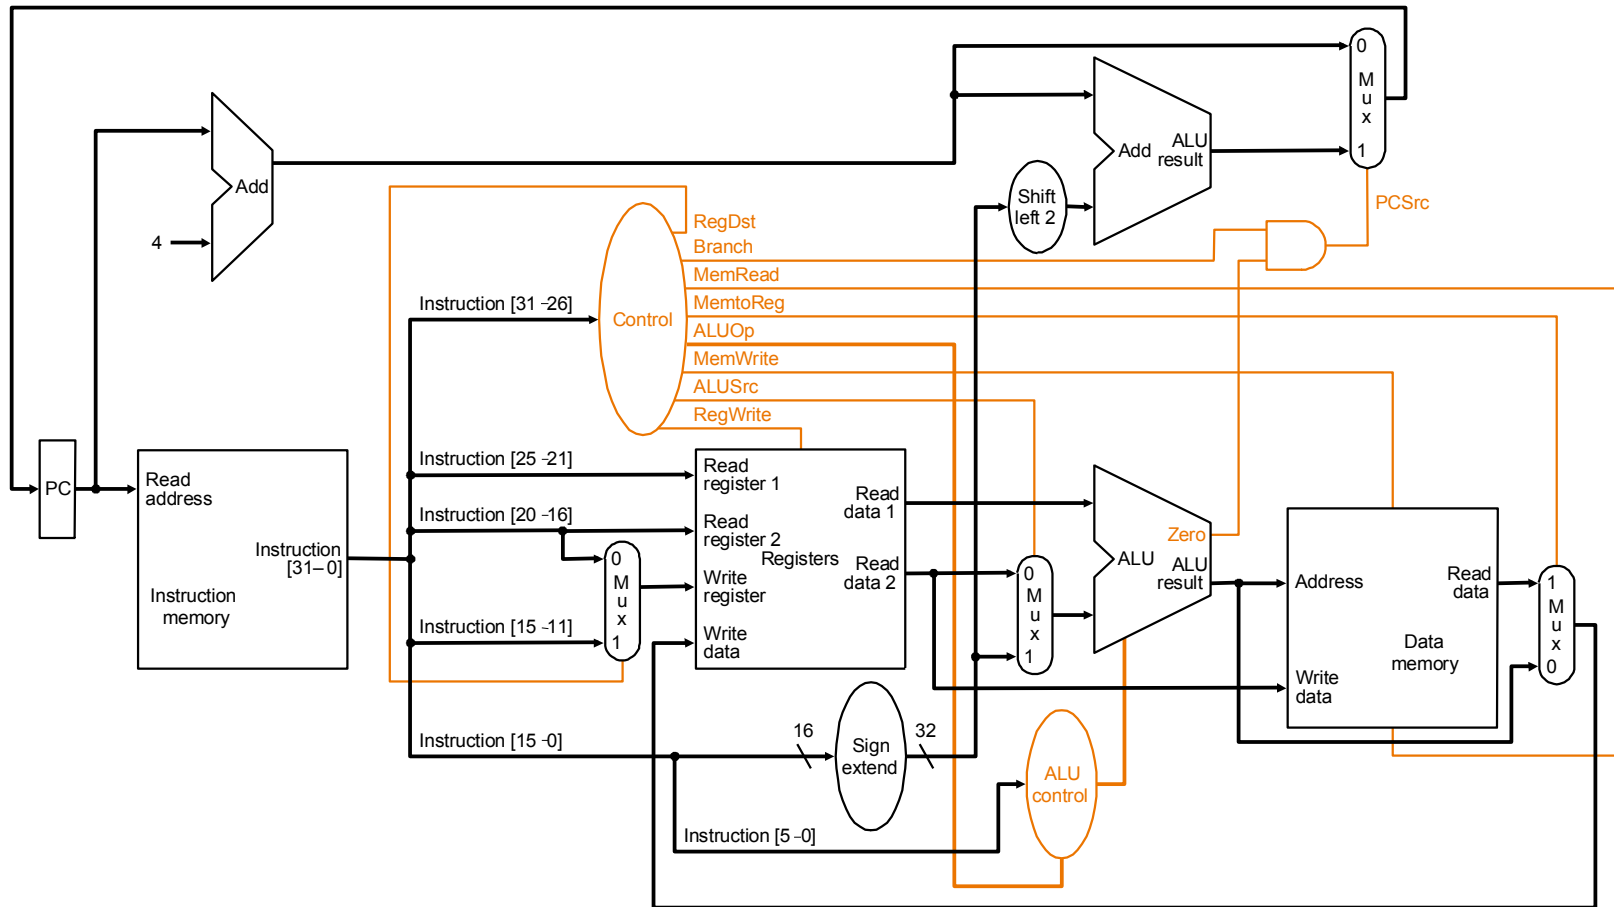 0
M
u
x
1
Add
ALU
result
Shift
left 2
PCSrc
Add
4
RegDst
Branch
MemRead
MemtoReg
ALUOp
MemWrite
ALUSrc
RegWrite
Control
Instruction [31–26]
PC
Read
address
Instruction
[31–0]
Instruction
memory
Instruction [25–21]
Instruction [20–16]
0
M
u
x
1
Instruction [15–11]
Read
register 1
Read
register 2
Write
register
Write
data
Registers
Read
data 1
Read
data 2
0
M
u
x
1
Zero
ALU
ALU
result
Address
Write
data
Read
data
Data
memory
1
M
u
x
0
Instruction [15–0]
16
Sign
extend
32
ALU
control
Instruction [5–0]